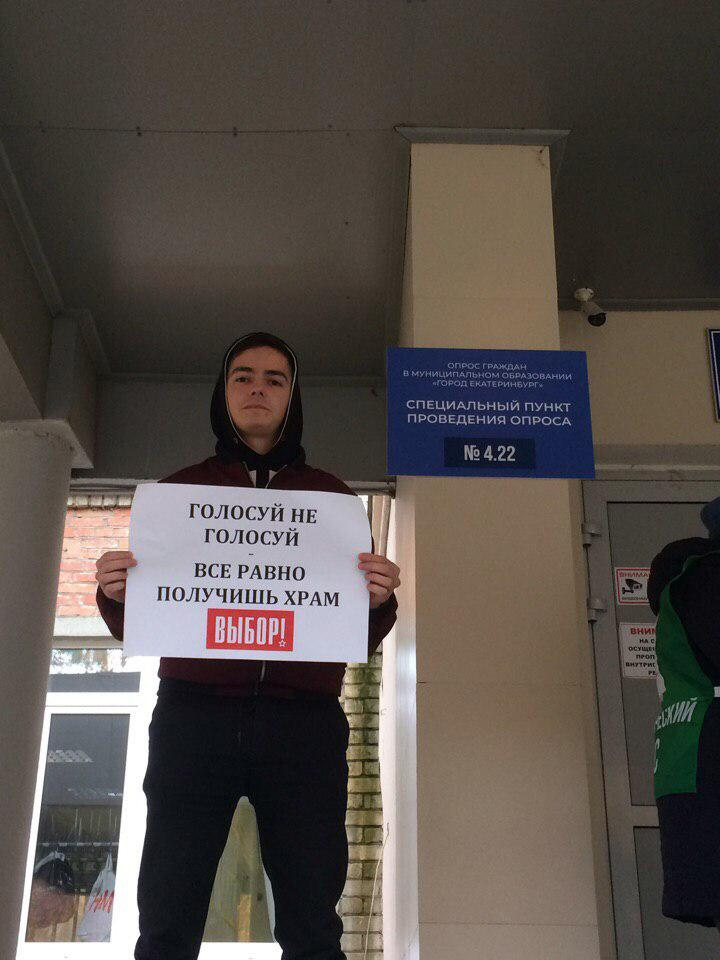 ОПРОС ГРАЖДАН
В МУНИЦИПАЛЬНОМ ОБРАЗОВАНИИ
«ГОРОД ЕКАТЕРИНБУРГ»
СПЕЦИАЛЬНЫЙ ПУНКТ
ПРОВЕДЕНИЯ ОПРОСА
№ 4.22
ГОЛОСУЙ НЕ
ГОЛОСУЙ
-
ВСЕ РАВНО
ПОЛУЧИШЬ ХРАМ
ВЫБОР!